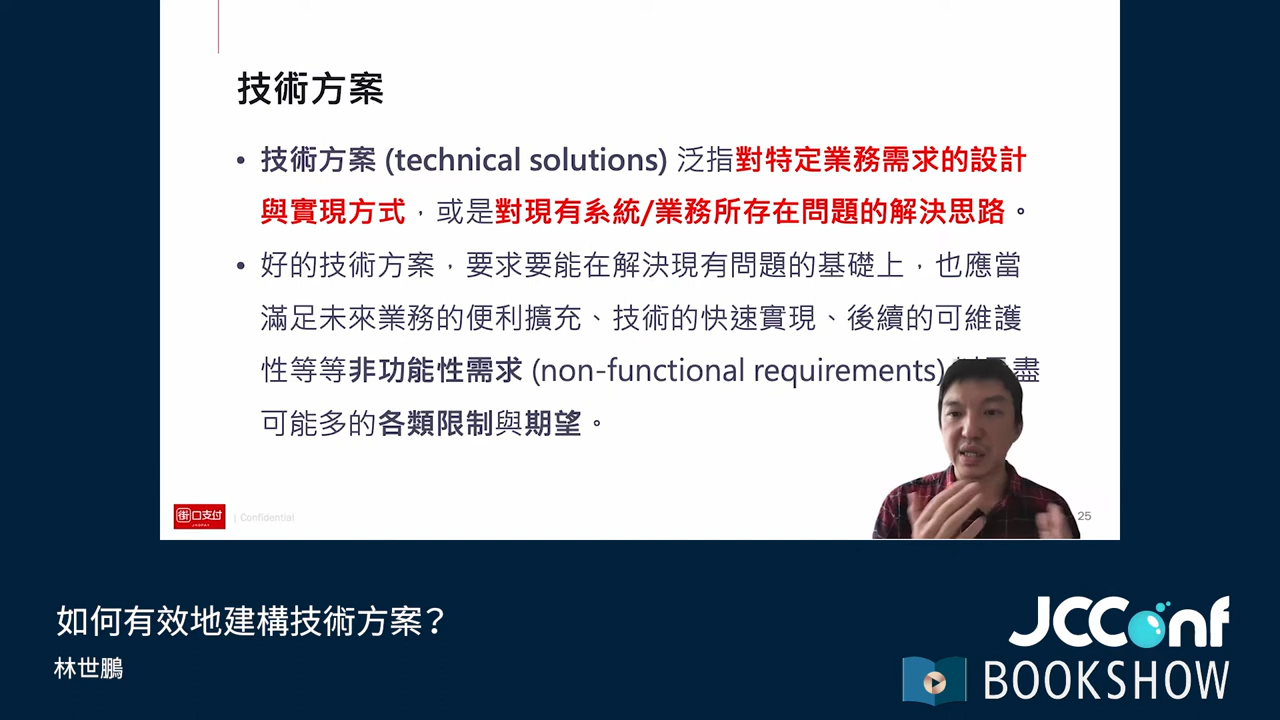 技術方案
• 技術方案 (technical solutions) 泛指對特定業務需求的設計
與實現方式，或是對現有系統/業務所存在問題的解決思路。
• 好的技術方案，要求要能在解決現有問題的基礎上，也應當
滿足未來業務的便利擴充、技術的快速實現、後續的可維護
性等等非功能性需求 (non-functional requirements) 盡
可能多的各類限制與期望。
街口支付
JKOPAY
| Confidential
25
如何有效地建構技術方案？
林世鵬
JCConf
BOOKSHOW